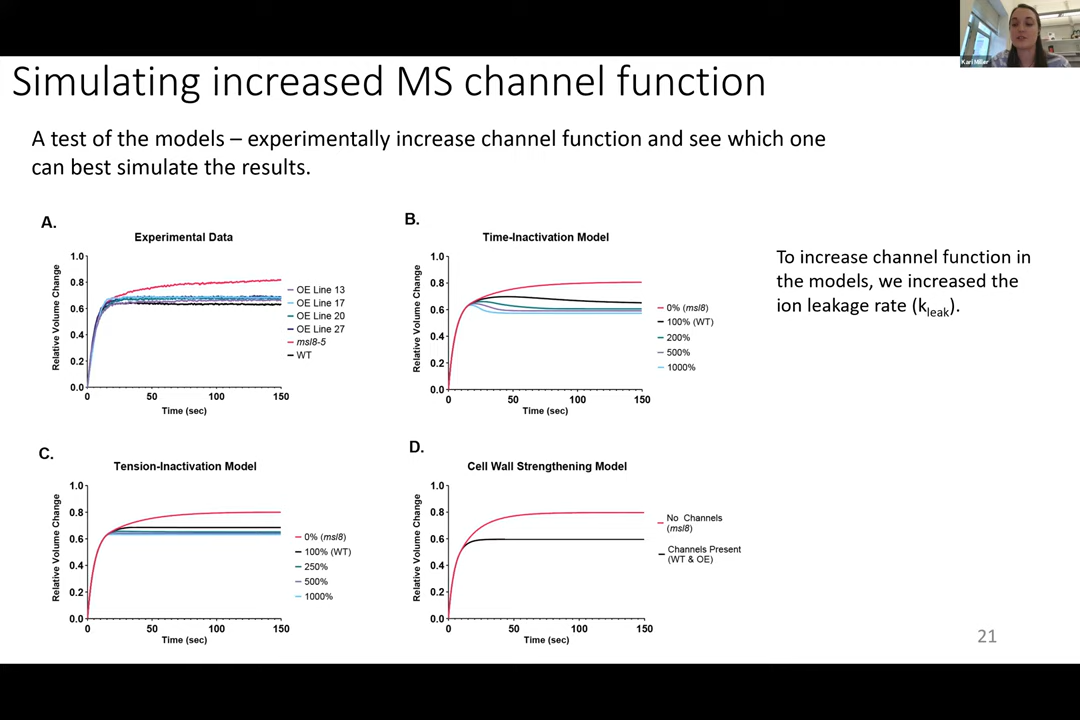 Kari Miller
Simulating increased MS channel function
A test of the models – experimentally increase channel function and see which one
can best simulate the results.
A.
Experimental Data
Relative Volume Change
1.0
0.8
0.6
0.4
0.2
0.0
0 50 100 150
Time (sec)
OE Line 13
OE Line 17
OE Line 20
OE Line 27
msl8-5
WT
B.
Time-Inactivation Model
Relative Volume Change
1.0
0.8
0.6
0.4
0.2
0.0
0 50 100 150
Time (sec)
0% (msl8)
100% (WT)
200%
500%
1000%
To increase channel function in
the models, we increased the
ion leakage rate (kleak).
C.
Tension-Inactivation Model
Relative Volume Change
1.0
0.8
0.6
0.4
0.2
0.0
0 50 100 150
Time (sec)
0% (msl8)
100% (WT)
250%
500%
1000%
D.
Cell Wall Strengthening Model
Relative Volume Change
1.0
0.8
0.6
0.4
0.2
0.0
0 50 100 150
Time (sec)
No Channels
(msl8)
Channels Present
(WT & OE)
21